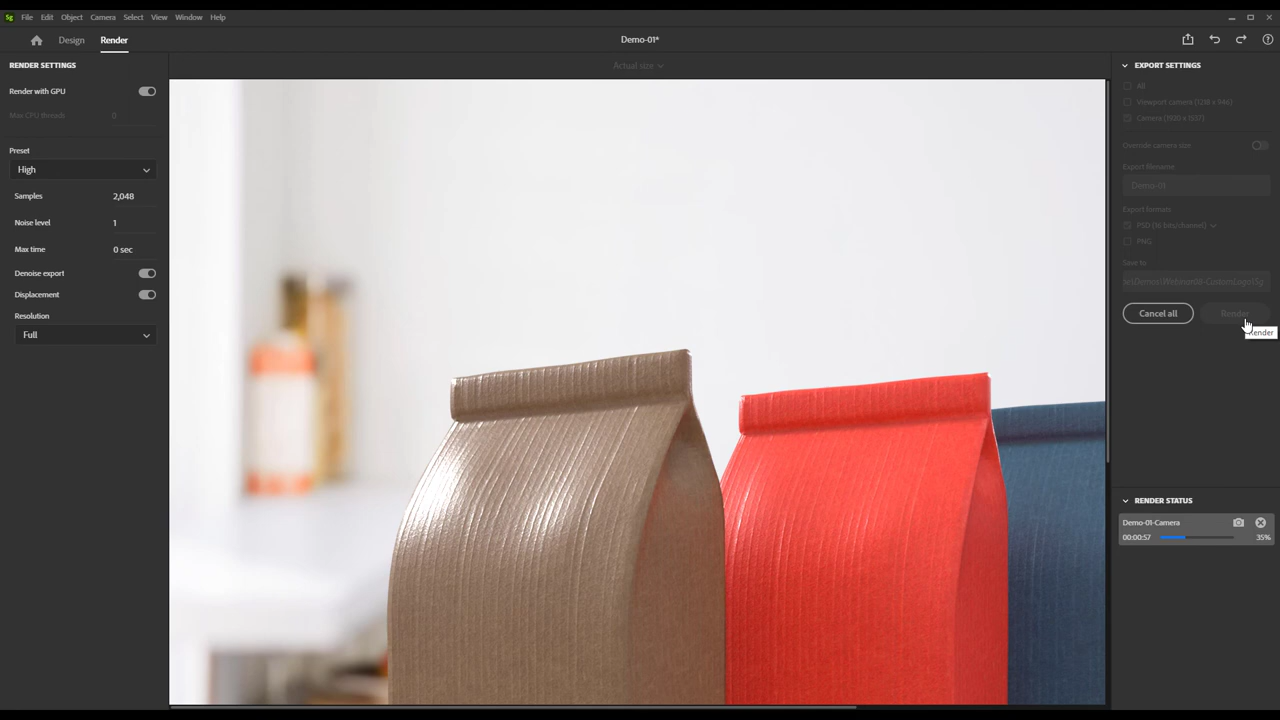 Sg File Edit Object Camera Select View Window Help
Design Render Demo-01*
RENDER SETTINGS
Render with GPU
Max CPU threads 0
Preset
High
Samples 2,048
Noise level 1
Max time 0 sec
Denoise export
Displacement
Resolution
Full
Actual size
EXPORT SETTINGS
All
Viewport camera (1218 x 946)
Camera
Override camera size
Export filename
Demo-01
Export formats
PSD (16 bits/channel)
PNG
Save to
Cancel all Render
Render
RENDER STATUS
Demo-01-Camera
00:00:57 35%